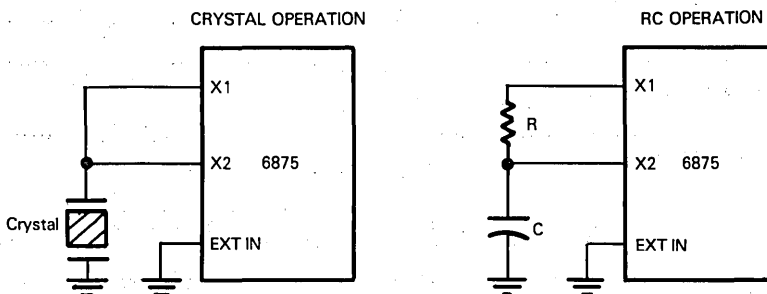 CRYSTAL OPERATION
X1
X2 6875
Crystal
EXT IN
RC OPERATION
X1
R
X2 6875
C
EXT IN